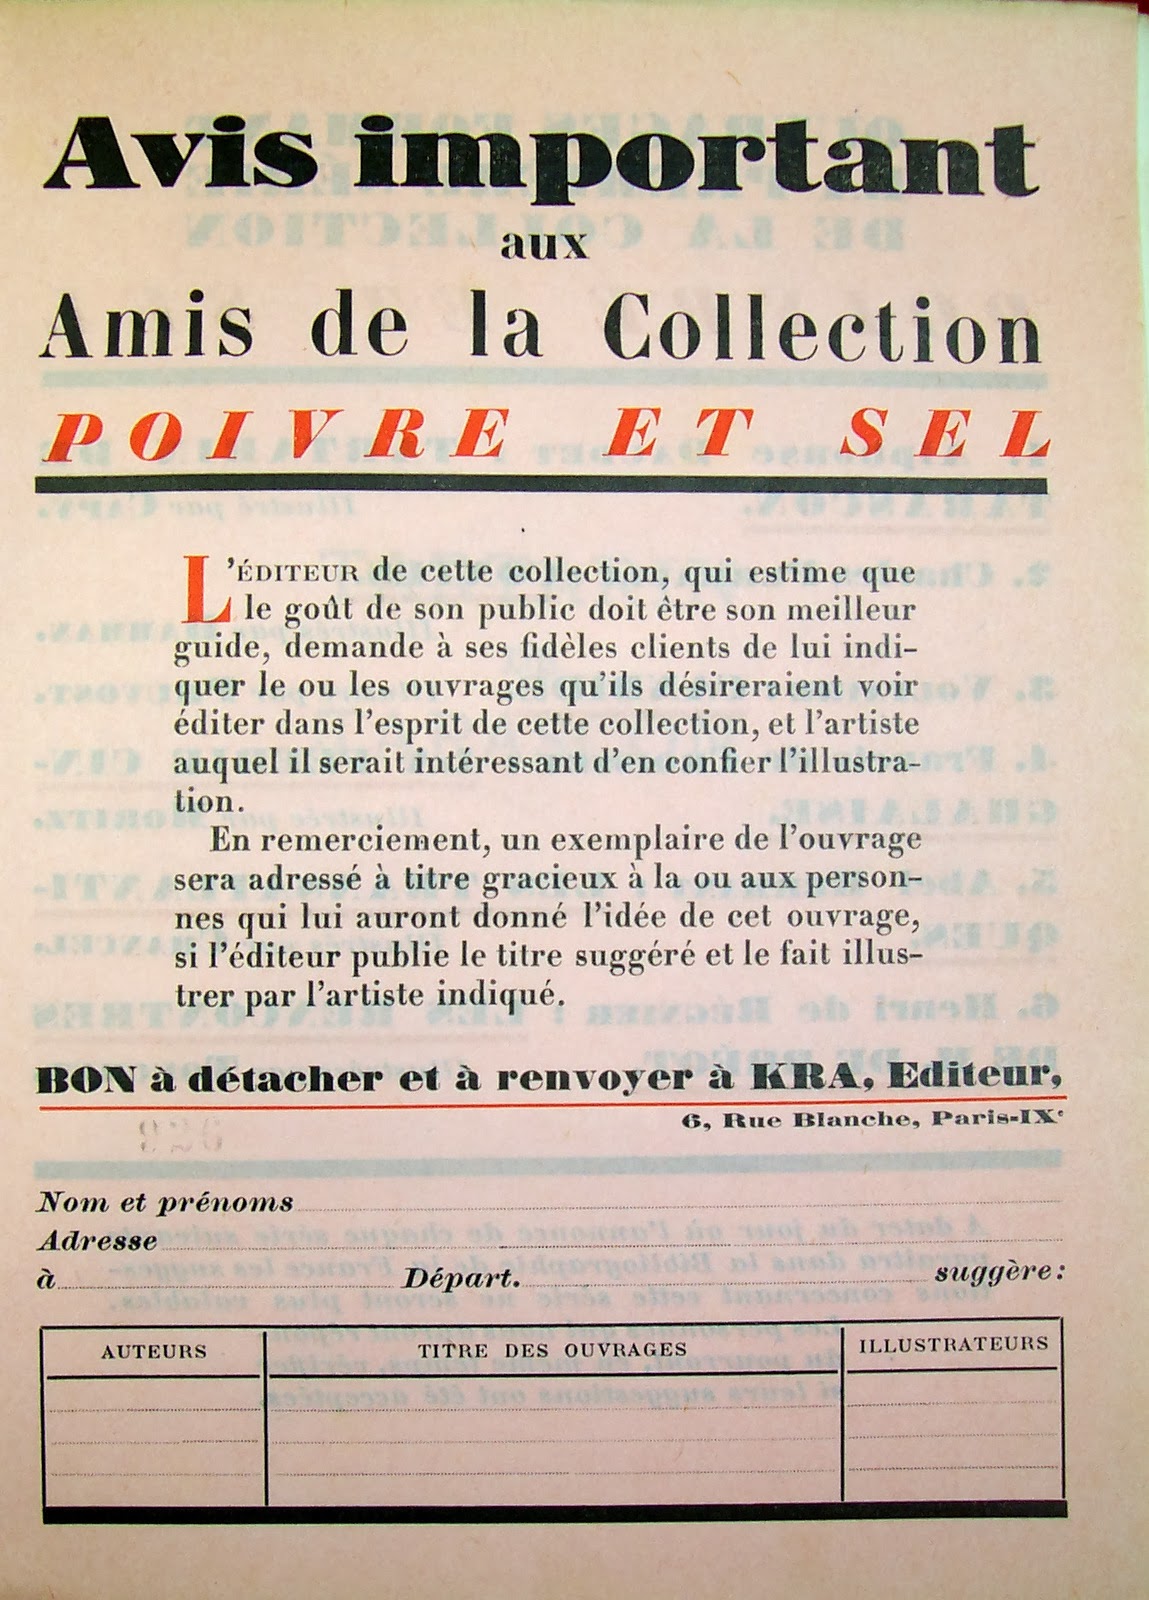 Avis important
aux
Amis de la Collection
POIVRE ET SEL
L'ÉDITEUR de cette collection, qui estime que
le goût de son public doit être son meilleur
guide, demande à ses fidèles clients de lui indi-
quer le ou les ouvrages qu'ils désireraient voir
éditer dans l'esprit de cette collection, et l'artiste
auquel il serait intéressant d'en confier l'illustra-
tion.
En remerciement, un exemplaire de l'ouvrage
sera adressé à titre gracieux à la ou aux person-
nes qui lui auront donné l'idée de cet ouvrage,
si l'éditeur publie le titre suggéré et le fait illus-
trer par l'artiste indiqué.
BON à détacher et à renvoyer à KRA, Editeur,
6, Rue Blanche, Paris-IXe
Nom et prénoms
Adresse
à Départ. suggère :
AUTEURS TITRE DES OUVRAGES ILLUSTRATEURS